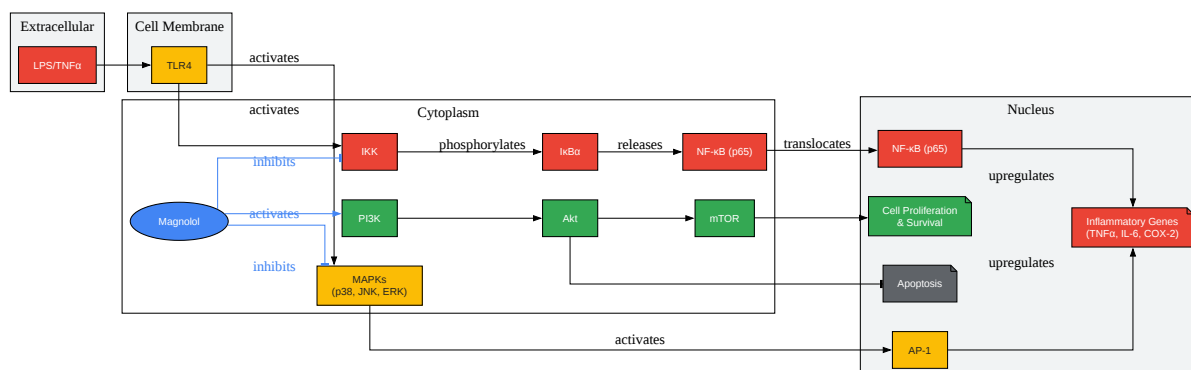 Extracellular
Cell Membrane
LPS/TNFα
TLR4
activates
activates
Cytoplasm
Nucleus
IKK
phosphorylates
IκBα
releases
NF-κB (p65)
translocates
NF-κB (p65)
inhibits
upregulates
Magnolol
activates
PI3K
Akt
mTOR
Cell Proliferation
& Survival
Inflammatory Genes
(TNFα, IL-6, COX-2)
inhibits
upregulates
MAPKs
(p38, JNK, ERK)
Apoptosis
activates
AP-1